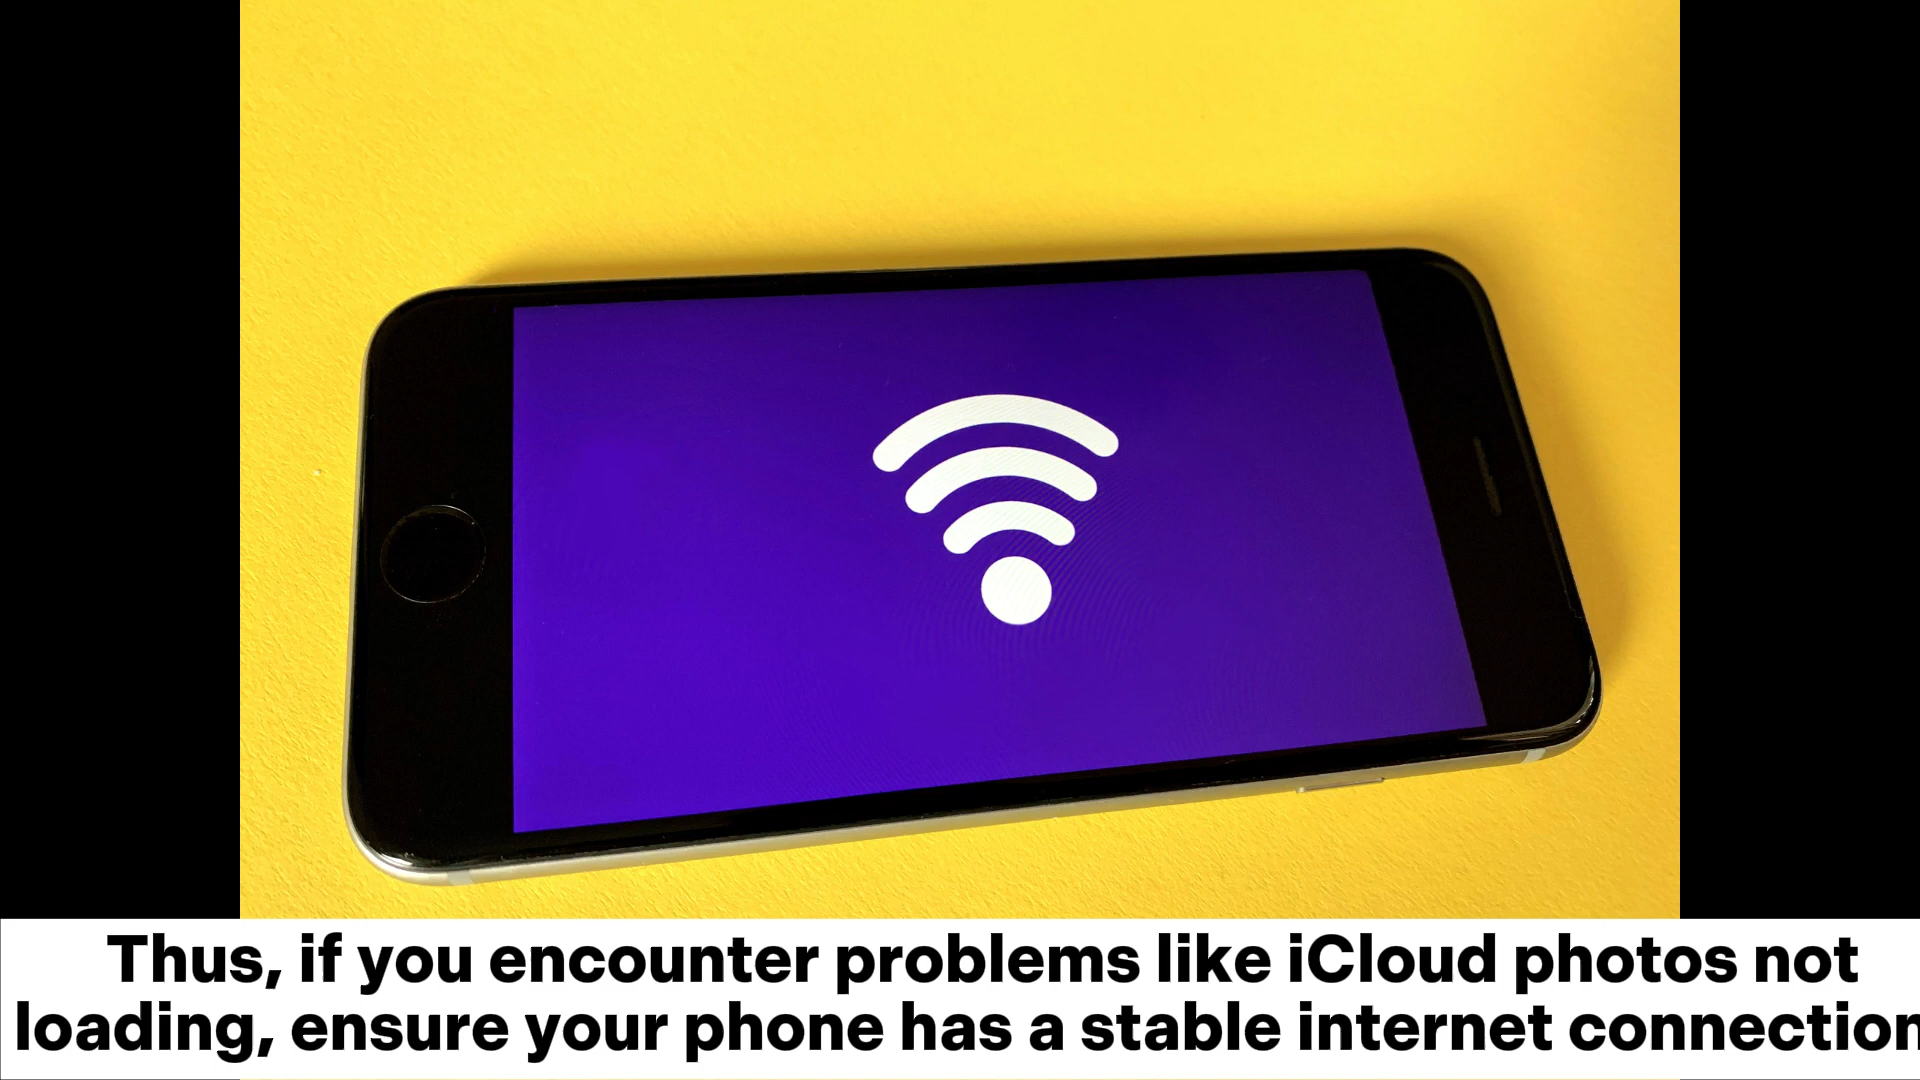 Thus, if you encounter problems like iCloud photos not
loading, ensure your phone has a stable internet connection